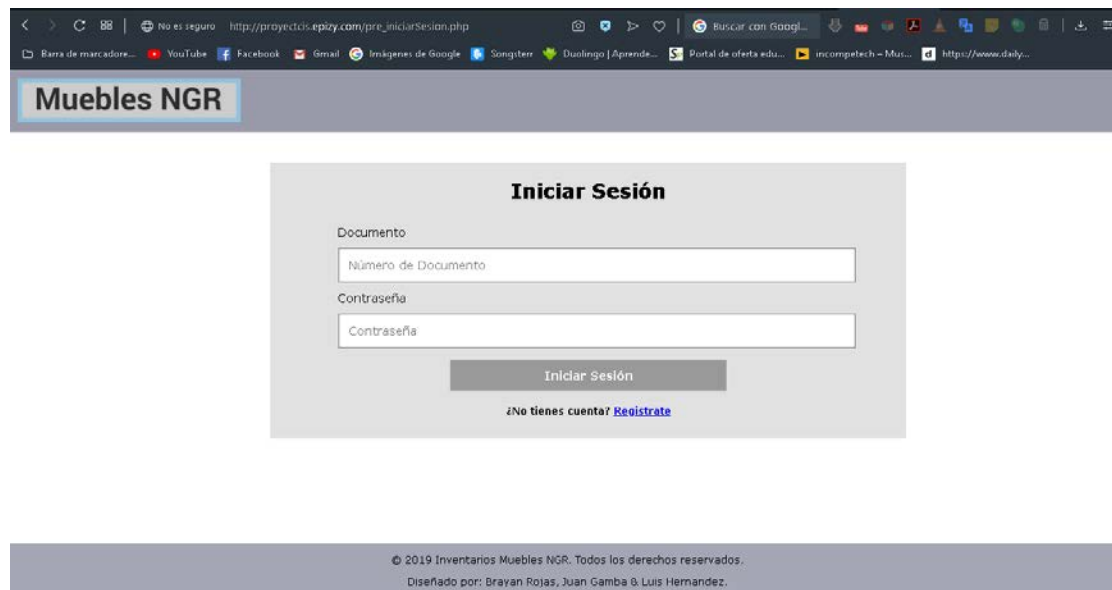 No es seguro http://proyectcis.epizy.com/pre_iniciarSesion.php Buscar con Googl...
Barra de marcadore... YouTube Facebook Gmail Imágenes de Google Songsterr Duolingo | Aprende... Portal de oferta edu... incompetech – Mus... https://www.daily...
Muebles NGR
Iniciar Sesión
Documento
Número de Documento
Contraseña
Contraseña
Iniciar Sesión
¿No tienes cuenta? Registrate
© 2019 Inventarios Muebles NGR. Todos los derechos reservados.
Diseñado por: Brayan Rojas, Juan Gamba & Luis Hernandez.